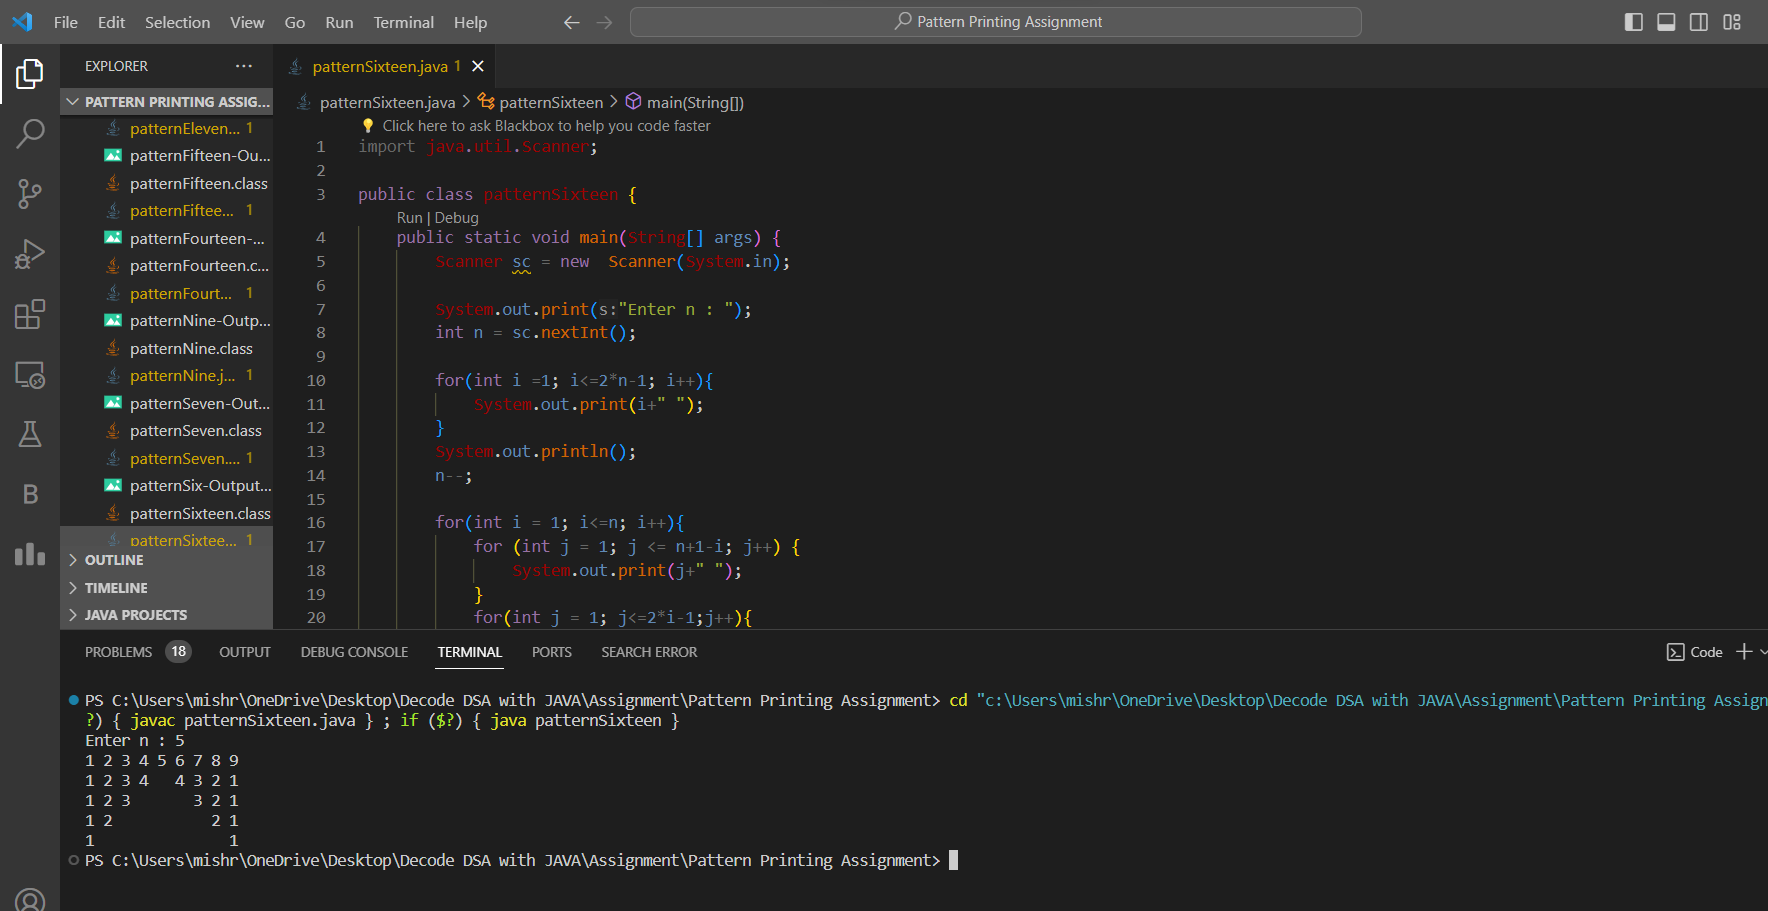 File Edit Selection View Go Run Terminal Help
Pattern Printing Assignment
EXPLORER
PATTERN PRINTING ASSIG...
patternEleven... 1
patternFifteen-Ou...
patternFifteen.class
patternFiftee... 1
patternFourteen-...
patternFourteen.c...
patternFourt... 1
patternNine-Outp...
patternNine.class
patternNine.j... 1
patternSeven-Out...
patternSeven.class
patternSeven.... 1
patternSix-Output...
patternSixteen.class
patternSixtee... 1
OUTLINE
TIMELINE
JAVA PROJECTS
B
patternSixteen.java 1
patternSixteen.java > patternSixteen > main(String[])
Click here to ask Blackbox to help you code faster
1 import java.util.Scanner;
2
3 public class patternSixteen {
Run | Debug
4 public static void main(String[] args) {
5 Scanner sc = new  Scanner(System.in);
6
7 System.out.print(s:"Enter n : ");
8 int n = sc.nextInt();
9
10 for(int i =1; i<=2*n-1; i++){
11 System.out.print(i+" ");
12 }
13 System.out.println();
14 n--;
15
16 for(int i = 1; i<=n; i++){
17 for (int j = 1; j <= n+1-i; j++) {
18 System.out.print(j+" ");
19 }
20 for(int j = 1; j<=2*i-1;j++){
PROBLEMS 18 OUTPUT DEBUG CONSOLE TERMINAL PORTS SEARCH ERROR
Code
PS C:\Users\mishr\OneDrive\Desktop\Decode DSA with JAVA\Assignment\Pattern Printing Assignment> cd "c:\Users\mishr\OneDrive\Desktop\Decode DSA with JAVA\Assignment\Pattern Printing Assign
?) { javac patternSixteen.java } ; if ($?) { java patternSixteen }
Enter n : 5
1 2 3 4 5 6 7 8 9
1 2 3 4   4 3 2 1
1 2 3       3 2 1
1 2           2 1
1               1
PS C:\Users\mishr\OneDrive\Desktop\Decode DSA with JAVA\Assignment\Pattern Printing Assignment>